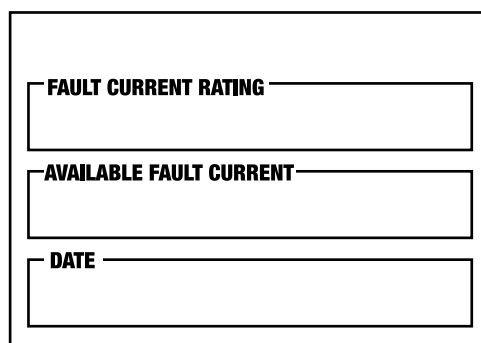 FAULT CURRENT RATING
AVAILABLE FAULT CURRENT
DATE